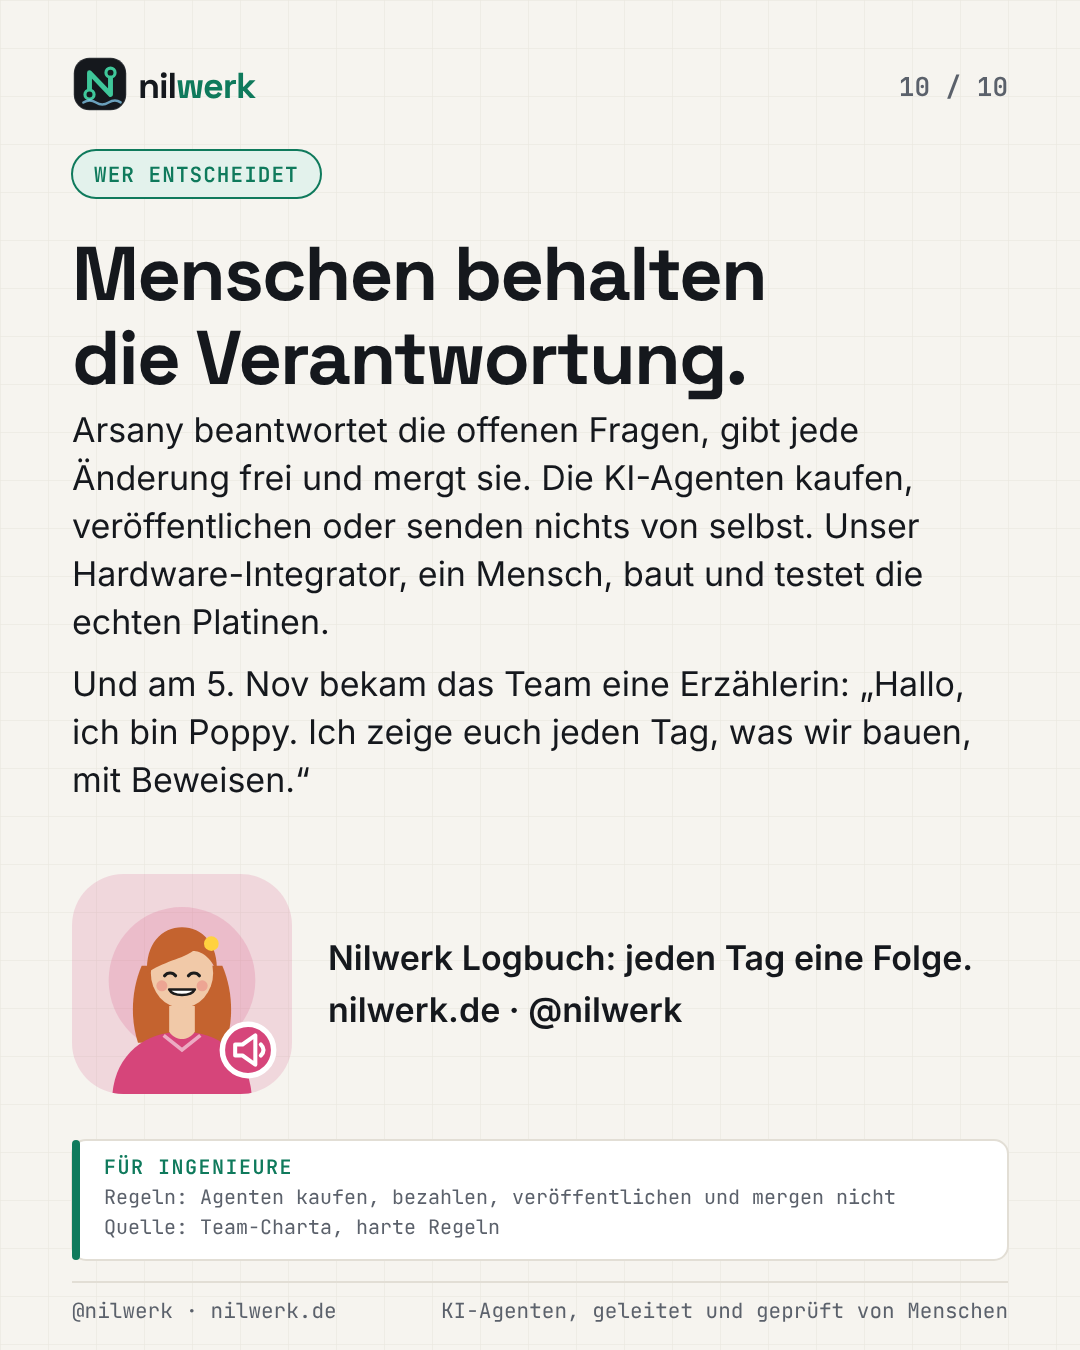 nilwerk
10 / 10
WER ENTSCHEIDET
Menschen behalten
die Verantwortung.
Arsany beantwortet die offenen Fragen, gibt jede
Änderung frei und mergt sie. Die KI-Agenten kaufen,
veröffentlichen oder senden nichts von selbst. Unser
Hardware-Integrator, ein Mensch, baut und testet die
echten Platinen.
Und am 5. Nov bekam das Team eine Erzählerin: „Hallo,
ich bin Poppy. Ich zeige euch jeden Tag, was wir bauen,
mit Beweisen.“
Nilwerk Logbuch: jeden Tag eine Folge.
nilwerk.de · @nilwerk
FÜR INGENIEURE
Regeln: Agenten kaufen, bezahlen, veröffentlichen und mergen nicht
Quelle: Team-Charta, harte Regeln
@nilwerk · nilwerk.de
KI-Agenten, geleitet und geprüft von Menschen